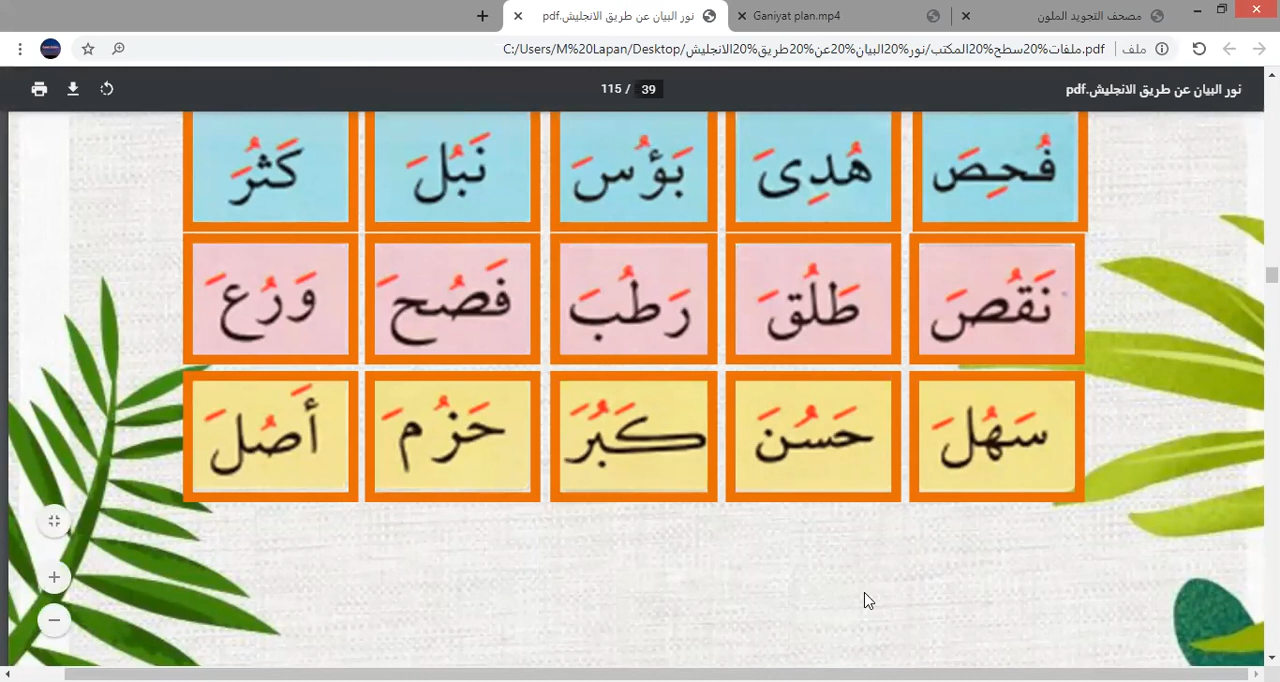 مصحف التجويد الملون
Ganiyat plan.mp4
نور البيان عن طريق الانجليش.pdf
ملف
C:/Users/M%20Lapan/Desktop/ملفات%20سطح%20المكتب/نور%20البيان%20عن%20طريق%20الانجليش.pdf
نور البيان عن طريق الانجليش.pdf
39 / 115
فُحِصَ هُدِىَ بَؤُسَ نَبُلَ كَثُرَ
نَقُصَ طَلُقَ رَطُبَ فَصُحَ وَرُعَ
سَهُلَ حَسُنَ كَبُرَ حَزُمَ أَصُلَ